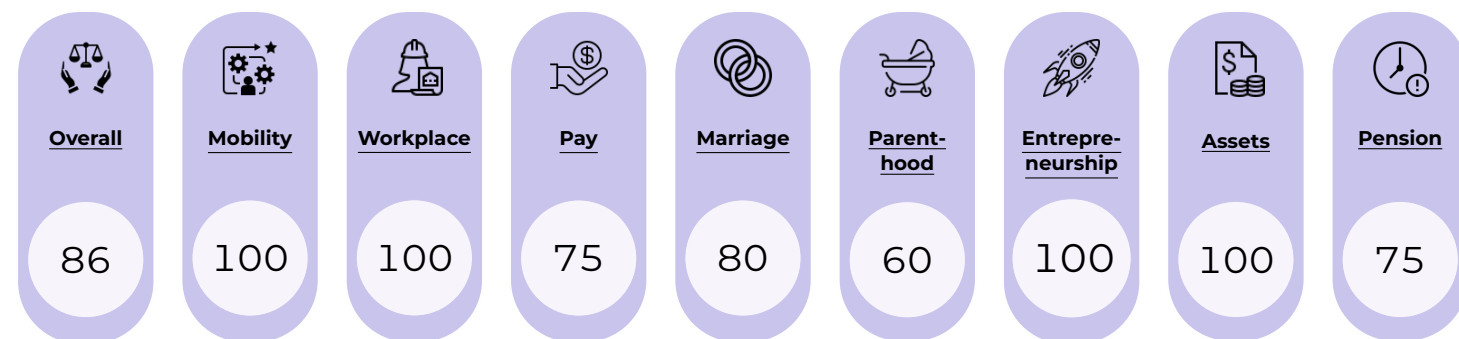 Overall
86
Mobility
100
Workplace
100
Pay
75
Marriage
80
Parent-
hood
60
Entrepre-
neurship
100
Assets
100
Pension
75